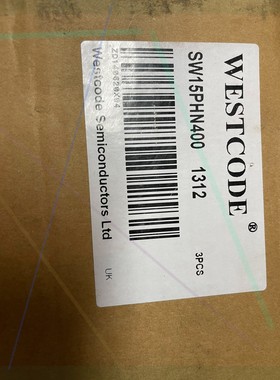 WESTCODE ®
SW15PHN400 1312
3PCS
Westcode Semiconductors Ltd
UK